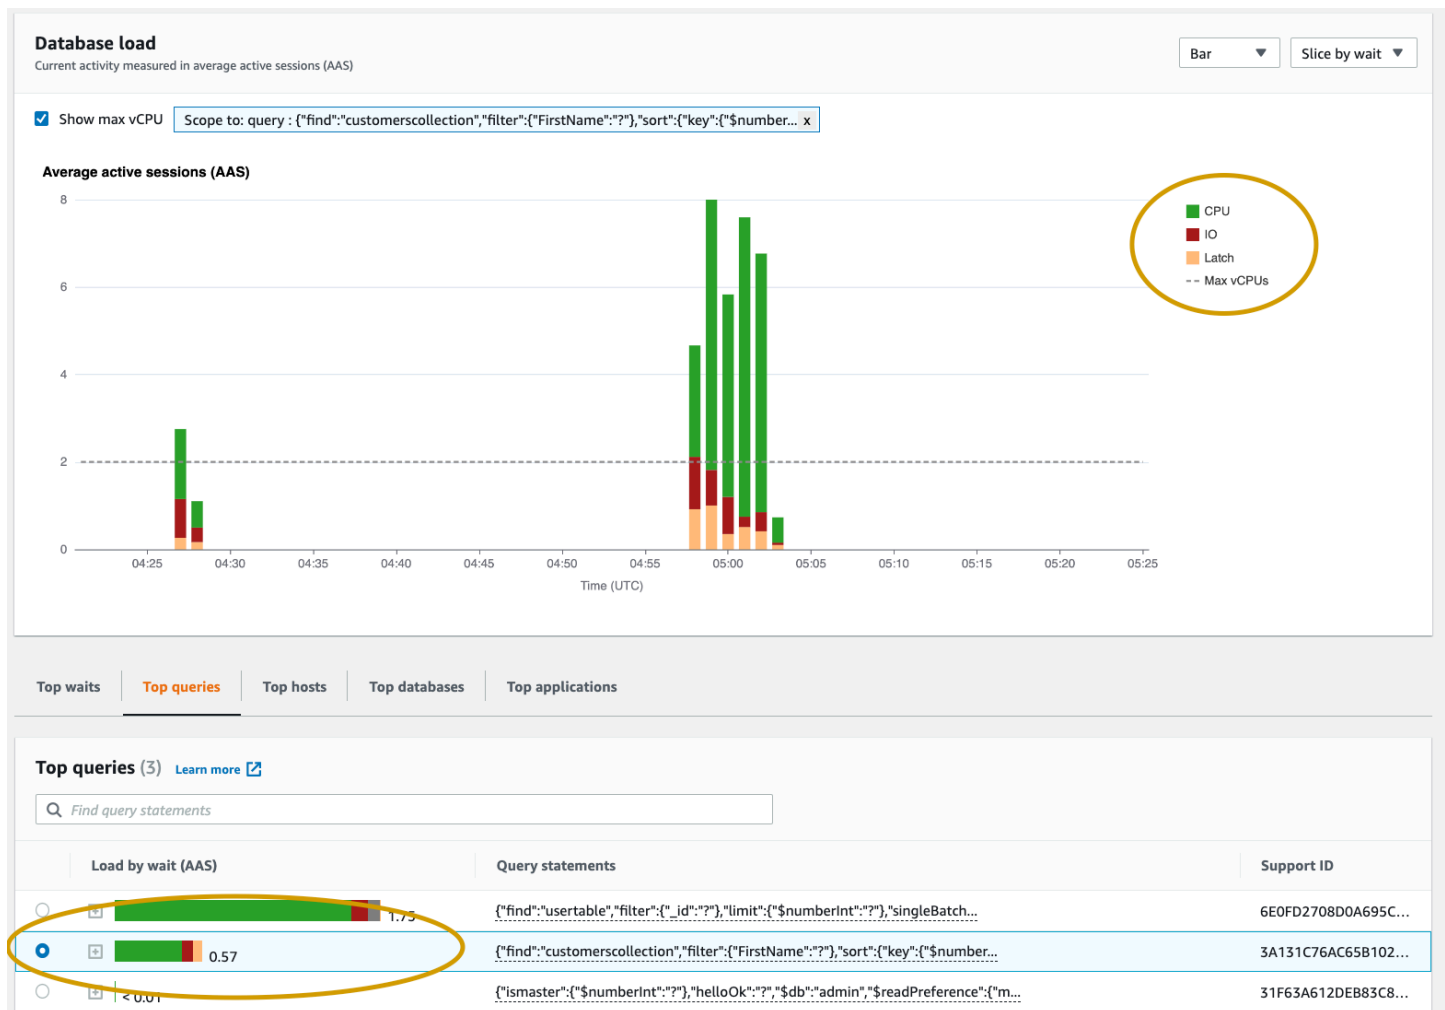 Database load
Current activity measured in average active sessions (AAS)
Bar
Slice by wait
Show max vCPU
Scope to: query : {"find":"customerscollection","filter":{"FirstName":"?"},"sort":{"key":{"$number... x
Average active sessions (AAS)
8
6
4
2
0
CPU
IO
Latch
Max vCPUs
04:25 04:30 04:35 04:40 04:45 04:50 04:55 05:00 05:05 05:10 05:15 05:20 05:25
Time (UTC)
Top waits Top queries Top hosts Top databases Top applications
Top queries (3) Learn more
Find query statements
Load by wait (AAS) Query statements Support ID
1.75 {"find":"usertable","filter":{"_id":"?"},"limit":{"$numberInt":"?"},"singleBatch... 6E0FD2708D0A695C...
0.57 {"find":"customerscollection","filter":{"FirstName":"?"},"sort":{"key":{"$number... 3A131C76AC65B102...
< 0.01 {"ismaster":{"$numberInt":"?"},"helloOk":"?","$db":"admin","$readPreference":{"m... 31F63A612DEB83C8...